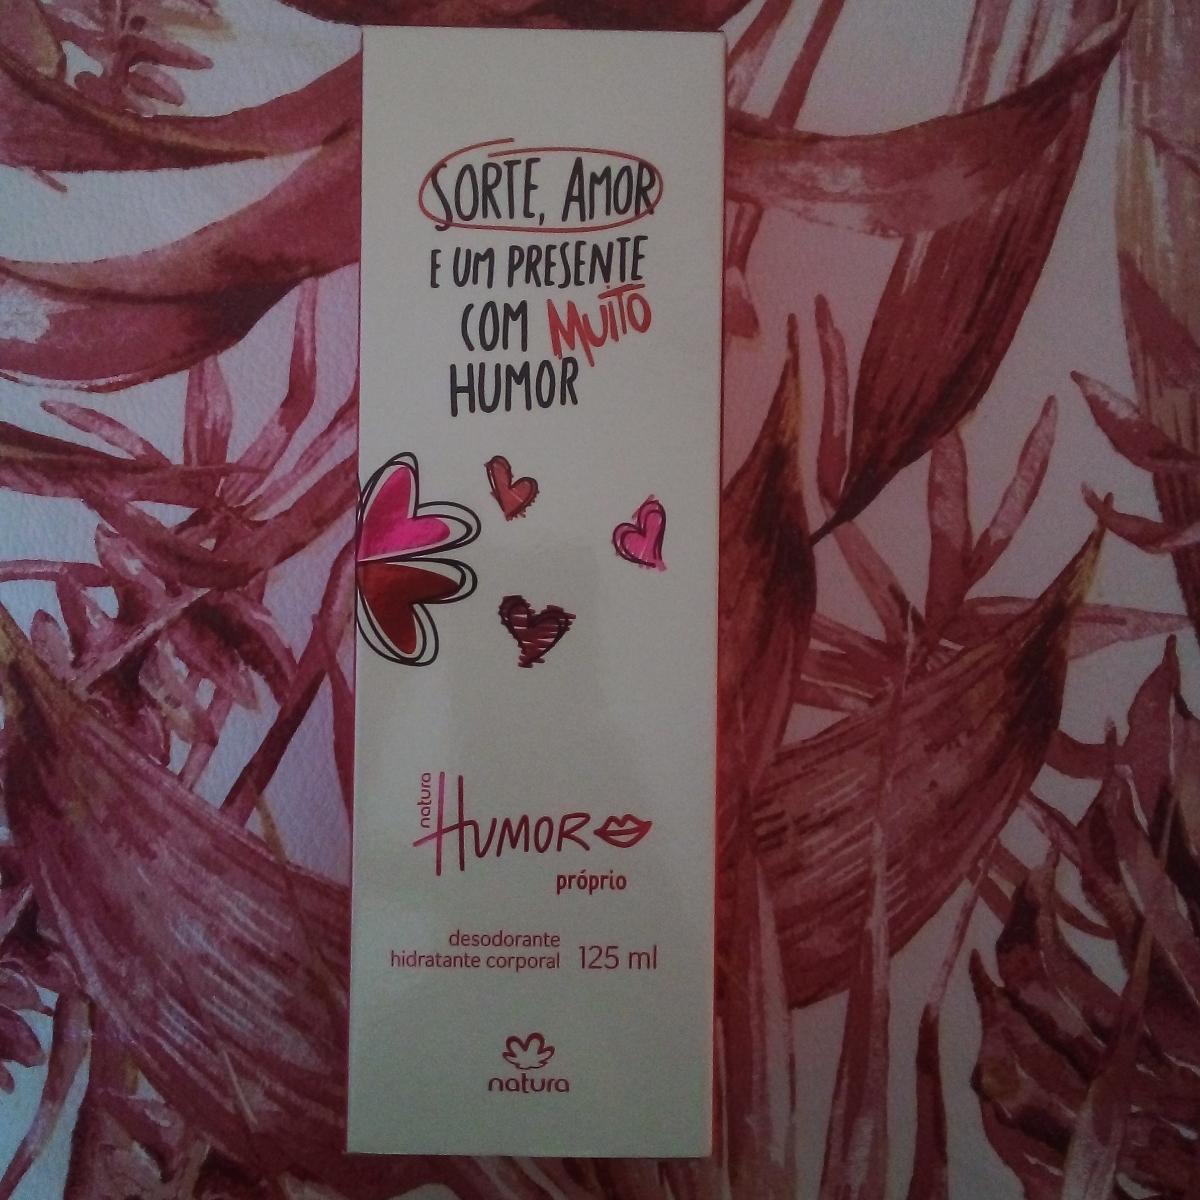 SORTE, AMOR
E UM PRESENTE
COM MUITO
HUMOR
natura
HUMOR
próprio
desodorante
hidratante corporal 125 ml
natura